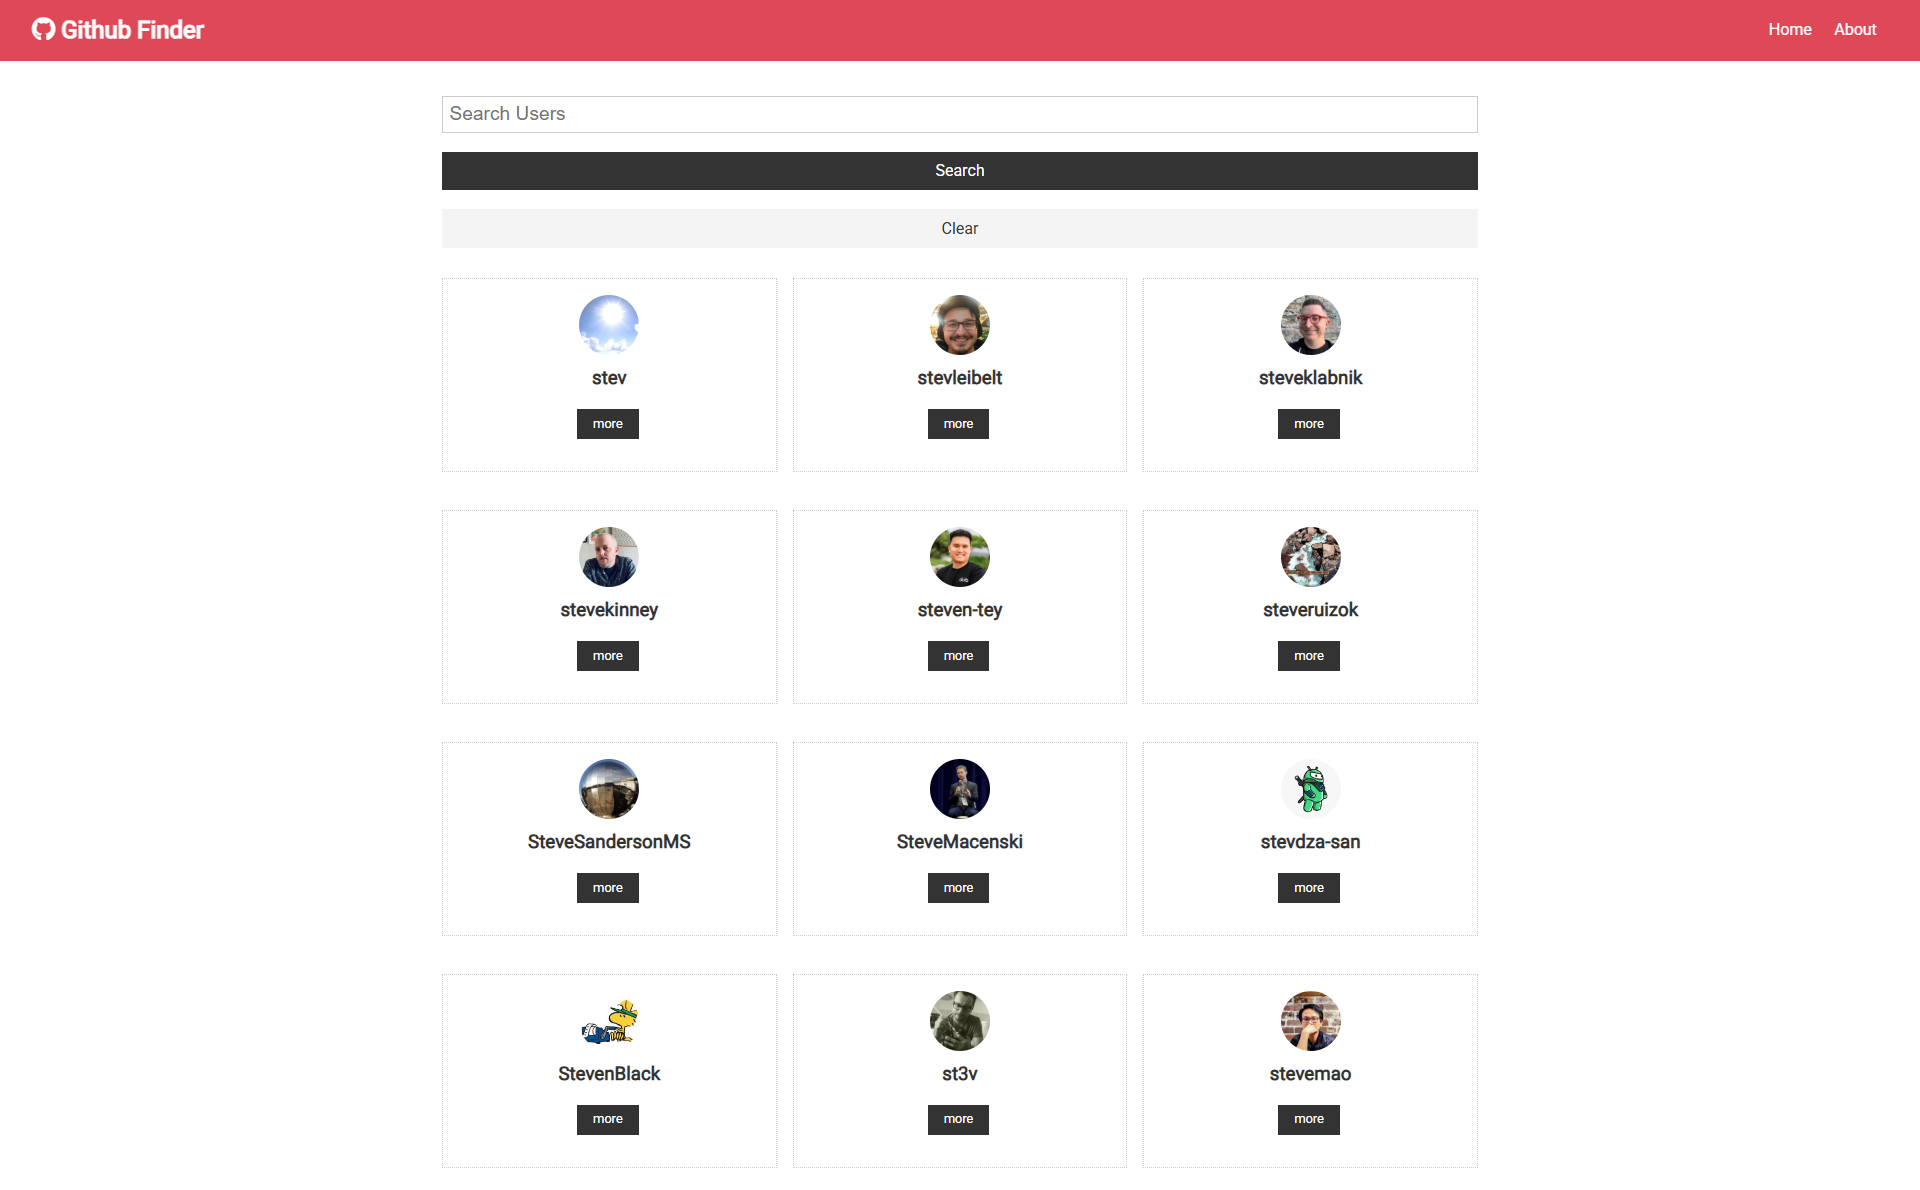 Github Finder
Home About
Search Users
Search
Clear
stev
more
stevleibelt
more
steveklabnik
more
stevekinney
more
steven-tey
more
steveruizok
more
SteveSandersonMS
more
SteveMacenski
more
stevdza-san
more
StevenBlack
more
st3v
more
stevemao
more